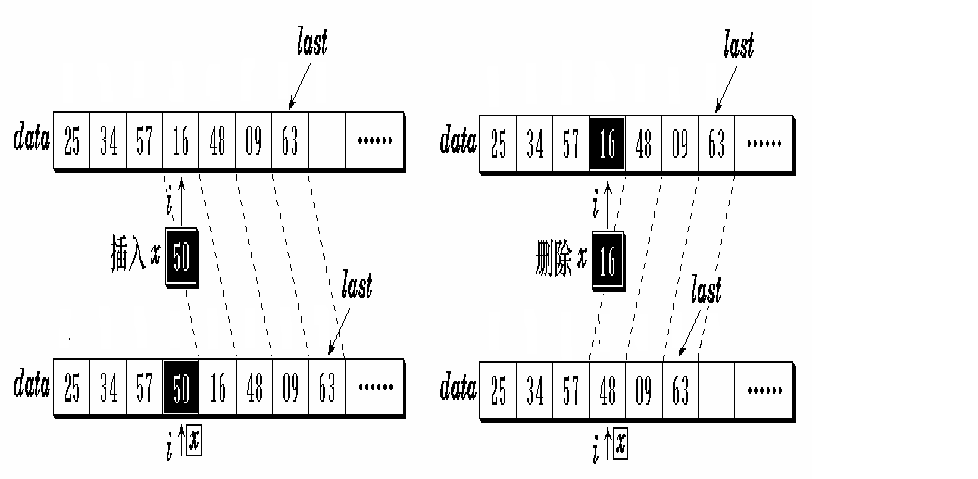 last last
data 25 34 57 16 48 09 63 ······ data 25 34 57 16 48 09 63 ······
i i
插入 x 50 删除 x 16
last last
data 25 34 57 50 16 48 09 63 ······ data 25 34 57 48 09 63 ······
i x i x